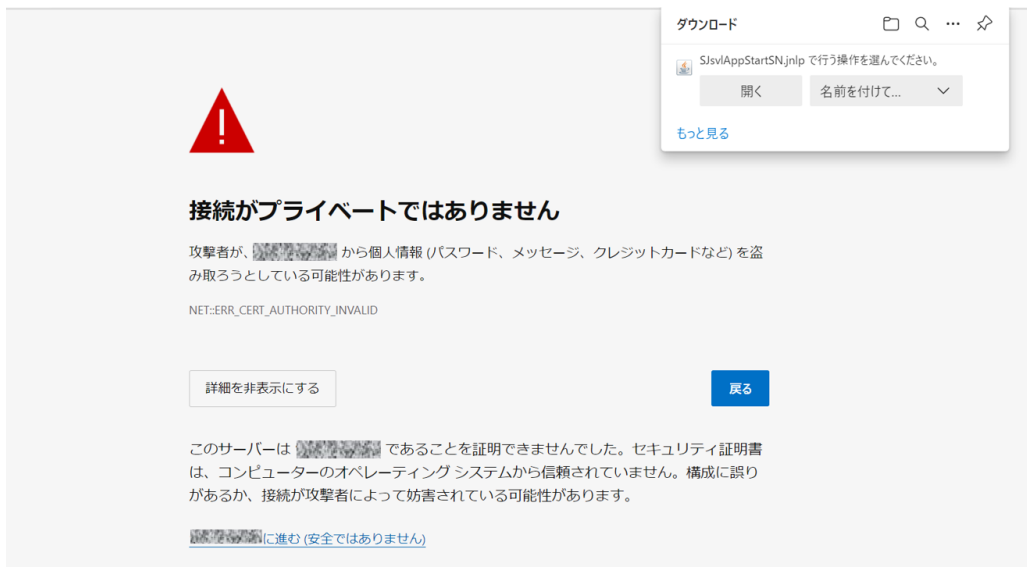 ダウンロード
SJsvlAppStartSN.jnlp で行う操作を選んでください。
開く
名前を付けて...
もっと見る
接続がプライベートではありません
攻撃者が、 から個人情報 (パスワード、メッセージ、クレジットカードなど) を盗
み取ろうとしている可能性があります。
NET::ERR_CERT_AUTHORITY_INVALID
詳細を非表示にする
戻る
このサーバーは であることを証明できませんでした。セキュリティ証明書
は、コンピューターのオペレーティング システムから信頼されていません。構成に誤り
があるか、接続が攻撃者によって妨害されている可能性があります。
に進む (安全ではありません)